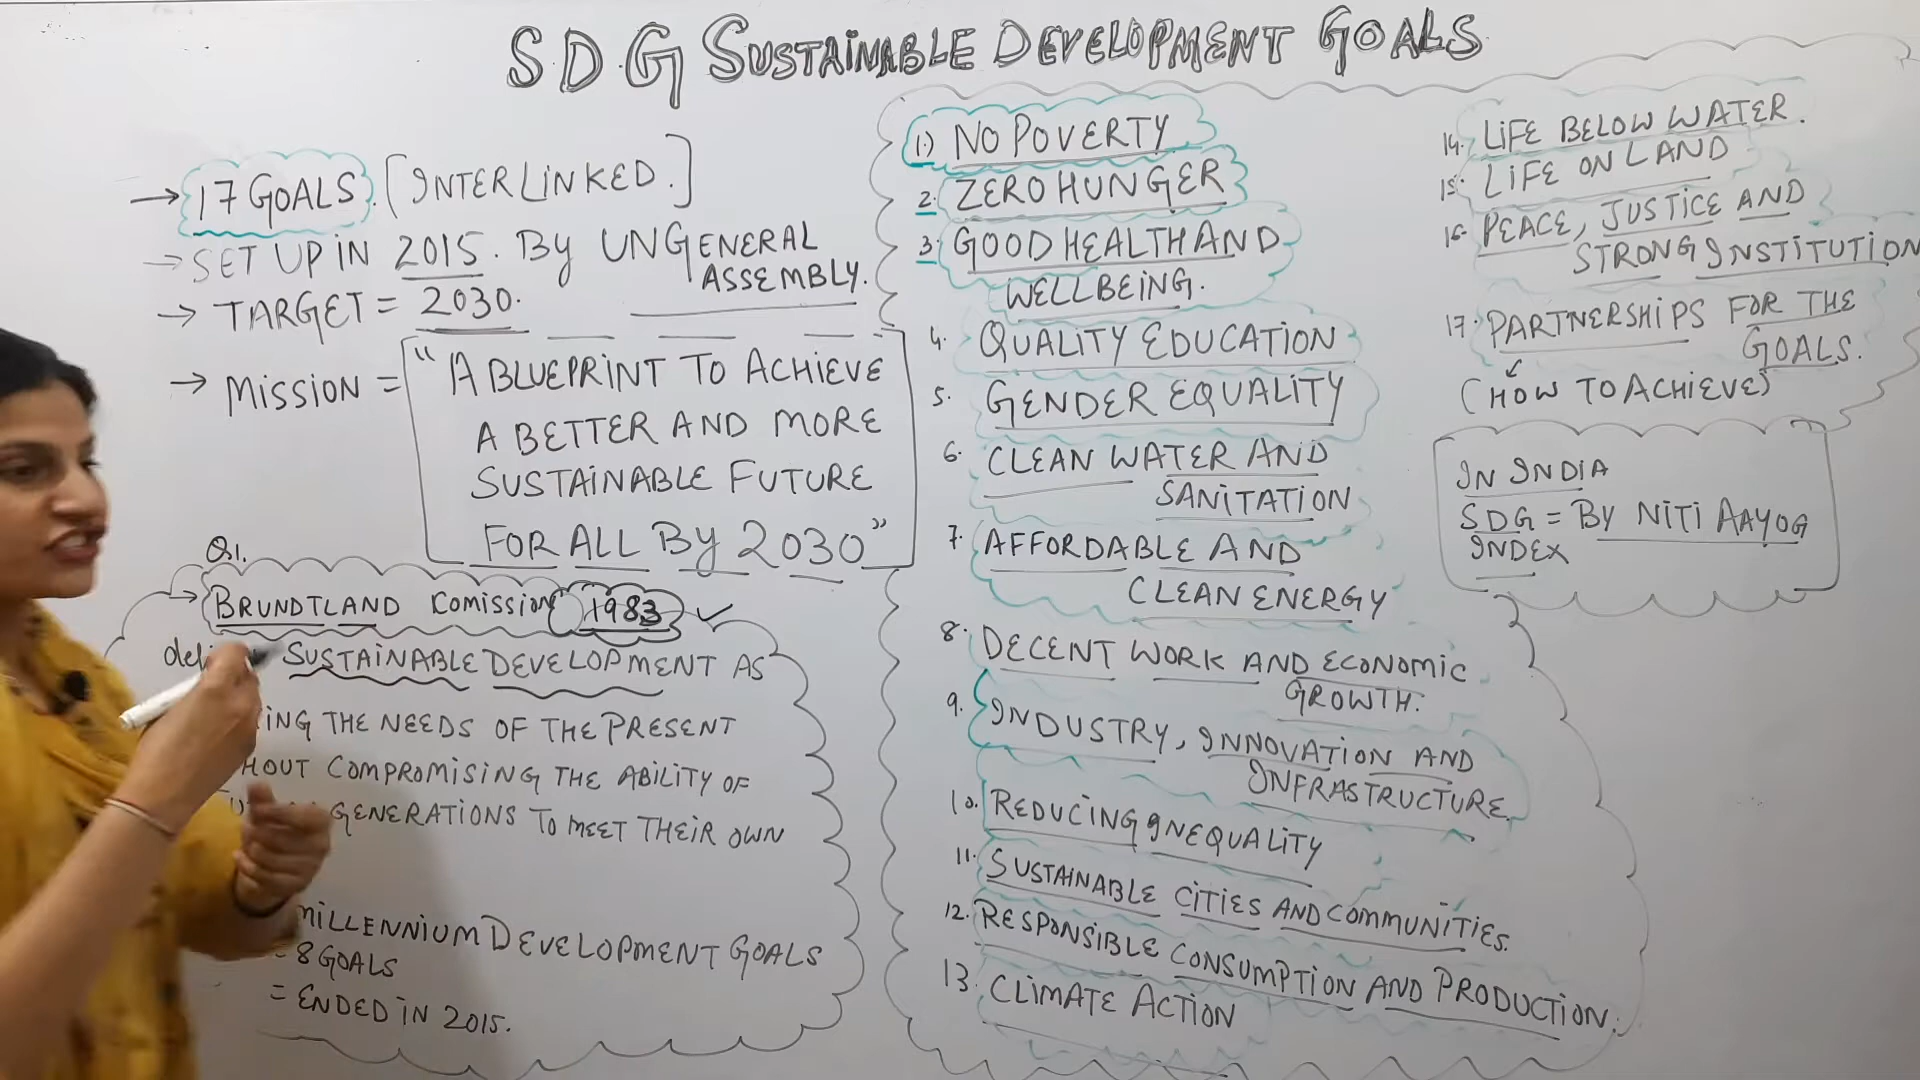 SDG SUSTAINABLE DEVELOPMENT GOALS
→ 17 GOALS. [INTERLINKED.]
→ SET UP IN 2015. By UN GENERAL
ASSEMBLY.
→ TARGET = 2030.
→ MISSION = "A BLUEPRINT TO ACHIEVE
A BETTER AND MORE
SUSTAINABLE FUTURE
FOR ALL By 2030"
Q1.
→ BRUNDTLAND COMISSION 1983 ✓
SUSTAINABLE DEVELOPMENT AS
THE NEEDS OF THE PRESENT
COMPROMISING THE ABILITY OF
GENERATIONS TO MEET THEIR OWN
MILLENNIUM DEVELOPMENT GOALS
= 8 GOALS
= ENDED IN 2015.
1.) NO POVERTY
2. ZERO HUNGER
3. GOOD HEALTH AND
WELLBEING.
4. QUALITY EDUCATION
5. GENDER EQUALITY
6. CLEAN WATER AND
SANITATION
7. AFFORDABLE AND
CLEAN ENERGY
8. DECENT WORK AND ECONOMIC
GROWTH.
9. INDUSTRY, INNOVATION AND
INFRASTRUCTURE.
10. REDUCING INEQUALITY
11. SUSTAINABLE CITIES AND COMMUNITIES.
12. RESPONSIBLE CONSUMPTION AND PRODUCTION.
13. CLIMATE ACTION
14. LIFE BELOW WATER.
15. LIFE ON LAND
16. PEACE, JUSTICE AND
STRONG INSTITUTION
17. PARTNERSHIPS FOR THE
GOALS.
(HOW TO ACHIEVE)
IN INDIA
SDG = By NITI AAYOG
INDEX